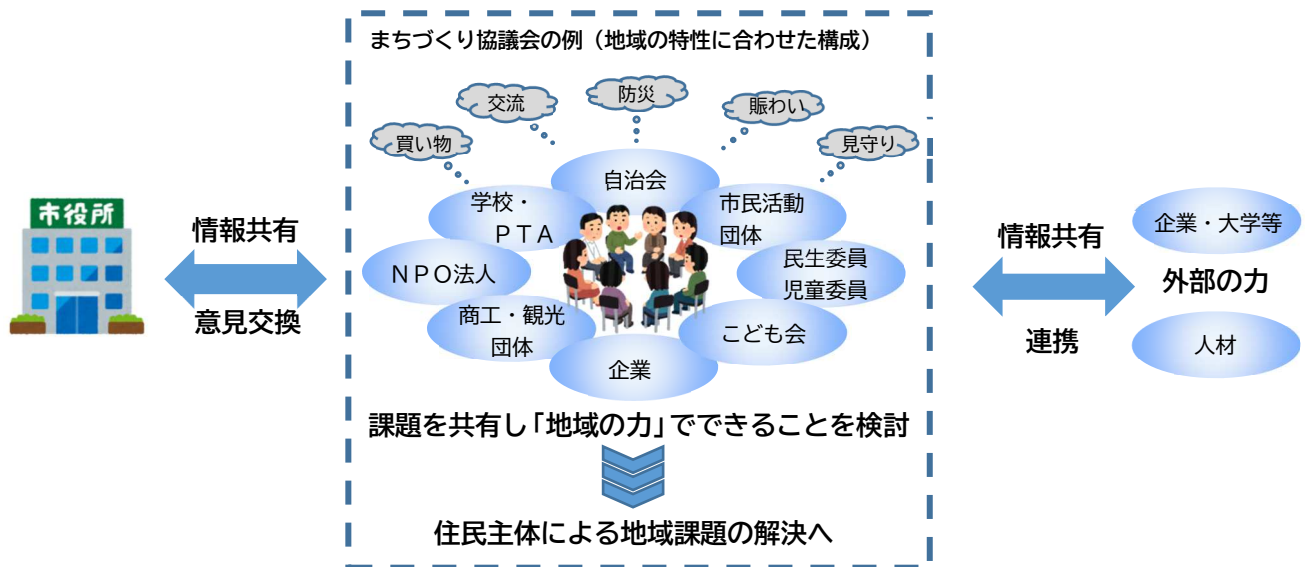 まちづくり協議会の例（地域の特性に合わせた構成）
買い物
交流
防災
賑わい
見守り
自治会
学校・
ＰＴＡ
市民活動
団体
ＮＰＯ法人
民生委員
児童委員
商工・観光
団体
こども会
企業
課題を共有し「地域の力」でできることを検討
住民主体による地域課題の解決へ
市役所
情報共有
意見交換
情報共有
連携
企業・大学等
外部の力
人材